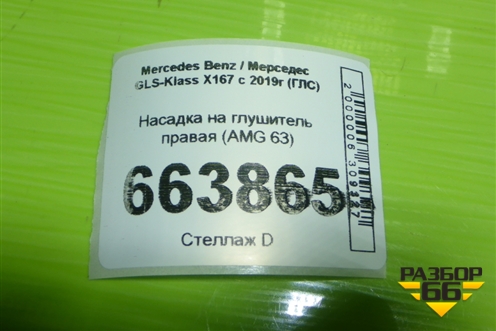 Mercedes Benz / Мерседес
GLS-Klass X167 с 2019г (ГЛС)
Насадка на глушитель
правая (AMG 63)
663865
Стеллаж D
РАЗБОР
66